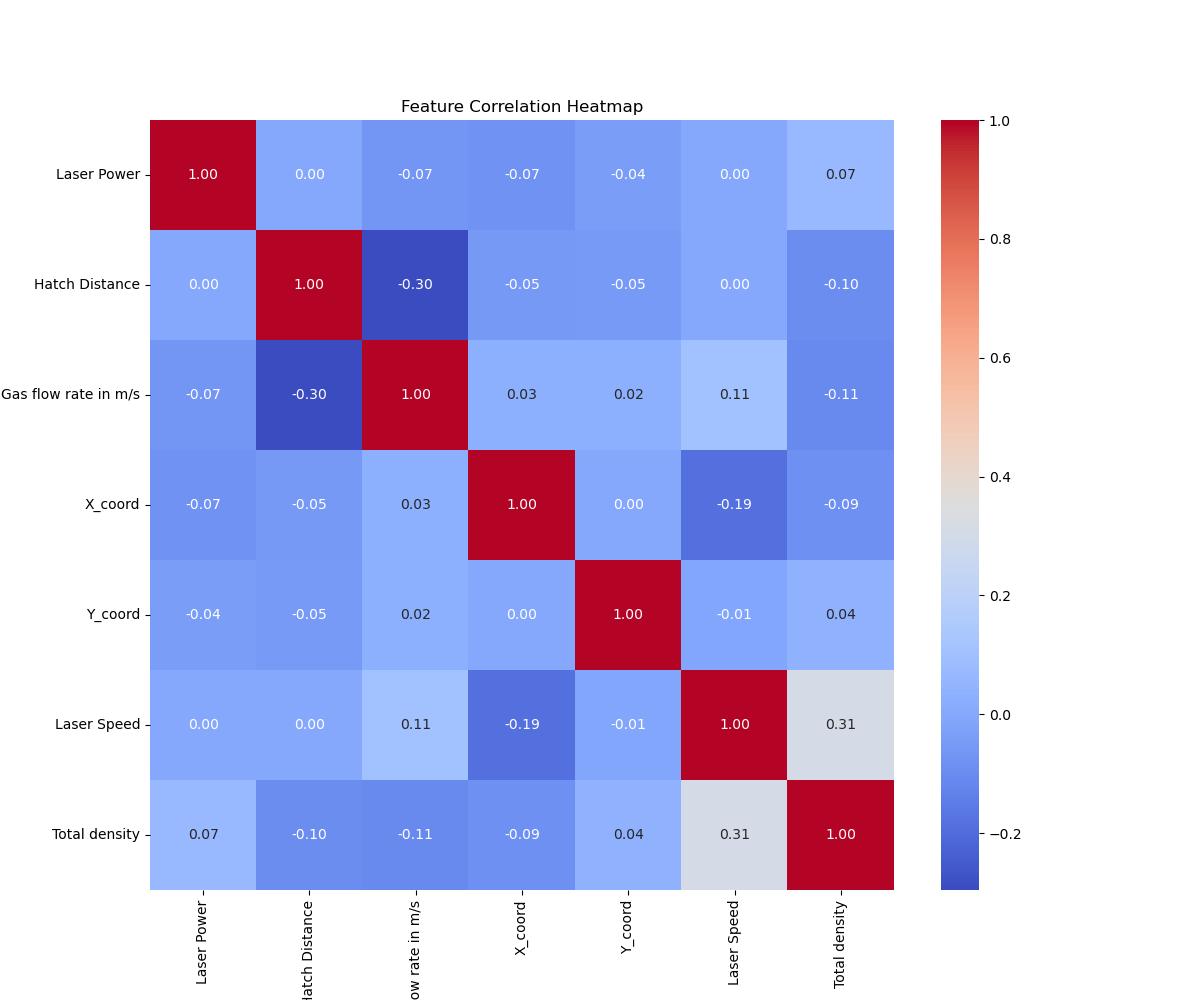 Feature Correlation Heatmap
Laser Power 1.00 0.00 -0.07 -0.07 -0.04 0.00 0.07
Hatch Distance 0.00 1.00 -0.30 -0.05 -0.05 0.00 -0.10
Gas flow rate in m/s -0.07 -0.30 1.00 0.03 0.02 0.11 -0.11
X_coord -0.07 -0.05 0.03 1.00 0.00 -0.19 -0.09
Y_coord -0.04 -0.05 0.02 0.00 1.00 -0.01 0.04
Laser Speed 0.00 0.00 0.11 -0.19 -0.01 1.00 0.31
Total density 0.07 -0.10 -0.11 -0.09 0.04 0.31 1.00
Laser Power
Hatch Distance
ow rate in m/s
X_coord
Y_coord
Laser Speed
Total density
1.0
0.8
0.6
0.4
0.2
0.0
−0.2